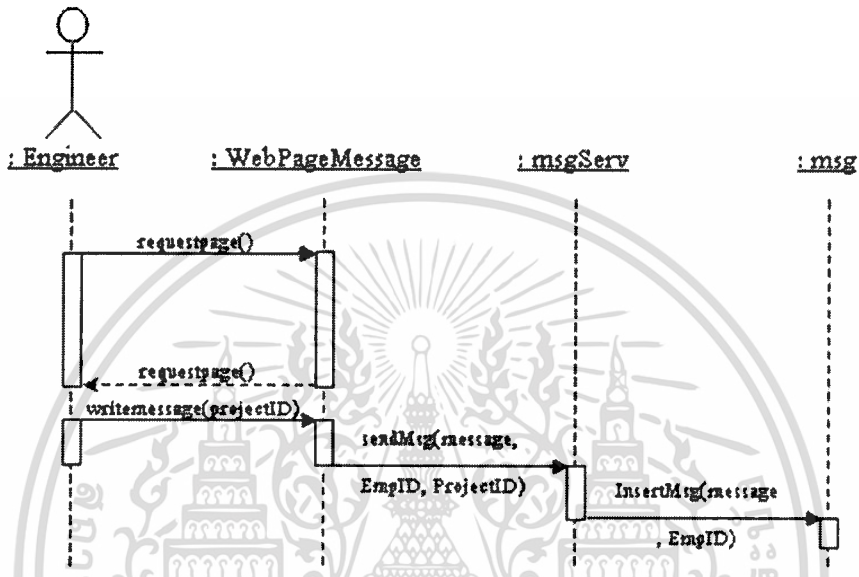 : Engineer : WebPageMessage : msgServ : msg
requestpage()
requestpage()
writemessage(projectID)
sendMsg(message,
EmpID, ProjectID)
InsertMsg(message
, EmpID)